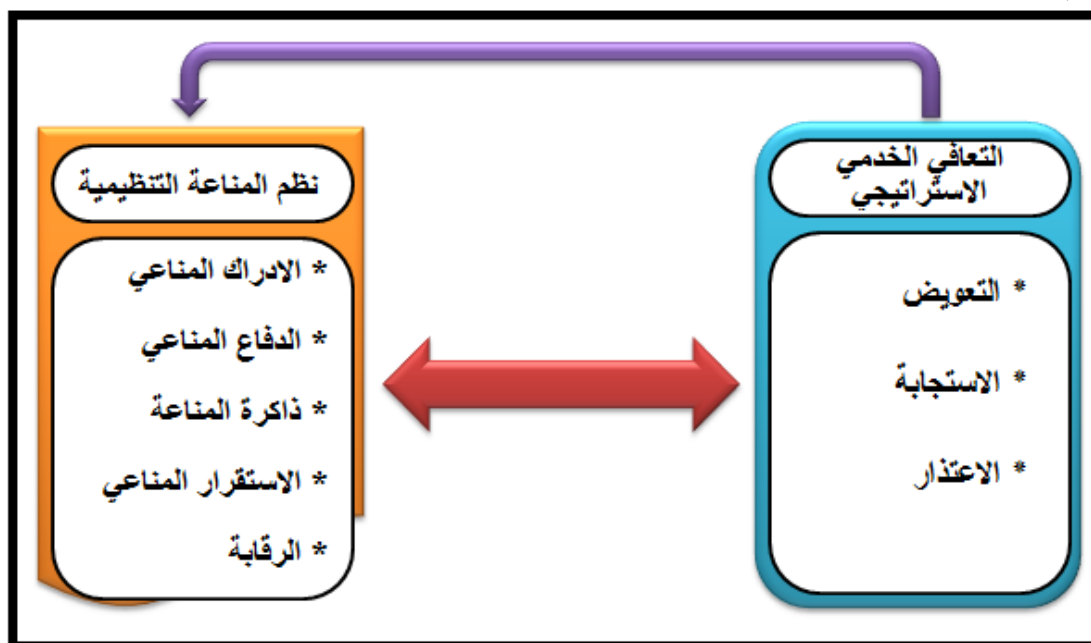 التعافي الخدمي
الاستراتيجي
* التعويض
* الاستجابة
* الاعتذار
نظم المناعة التنظيمية
* الادراك المناعي
* الدفاع المناعي
* ذاكرة المناعة
* الاستقرار المناعي
* الرقابة